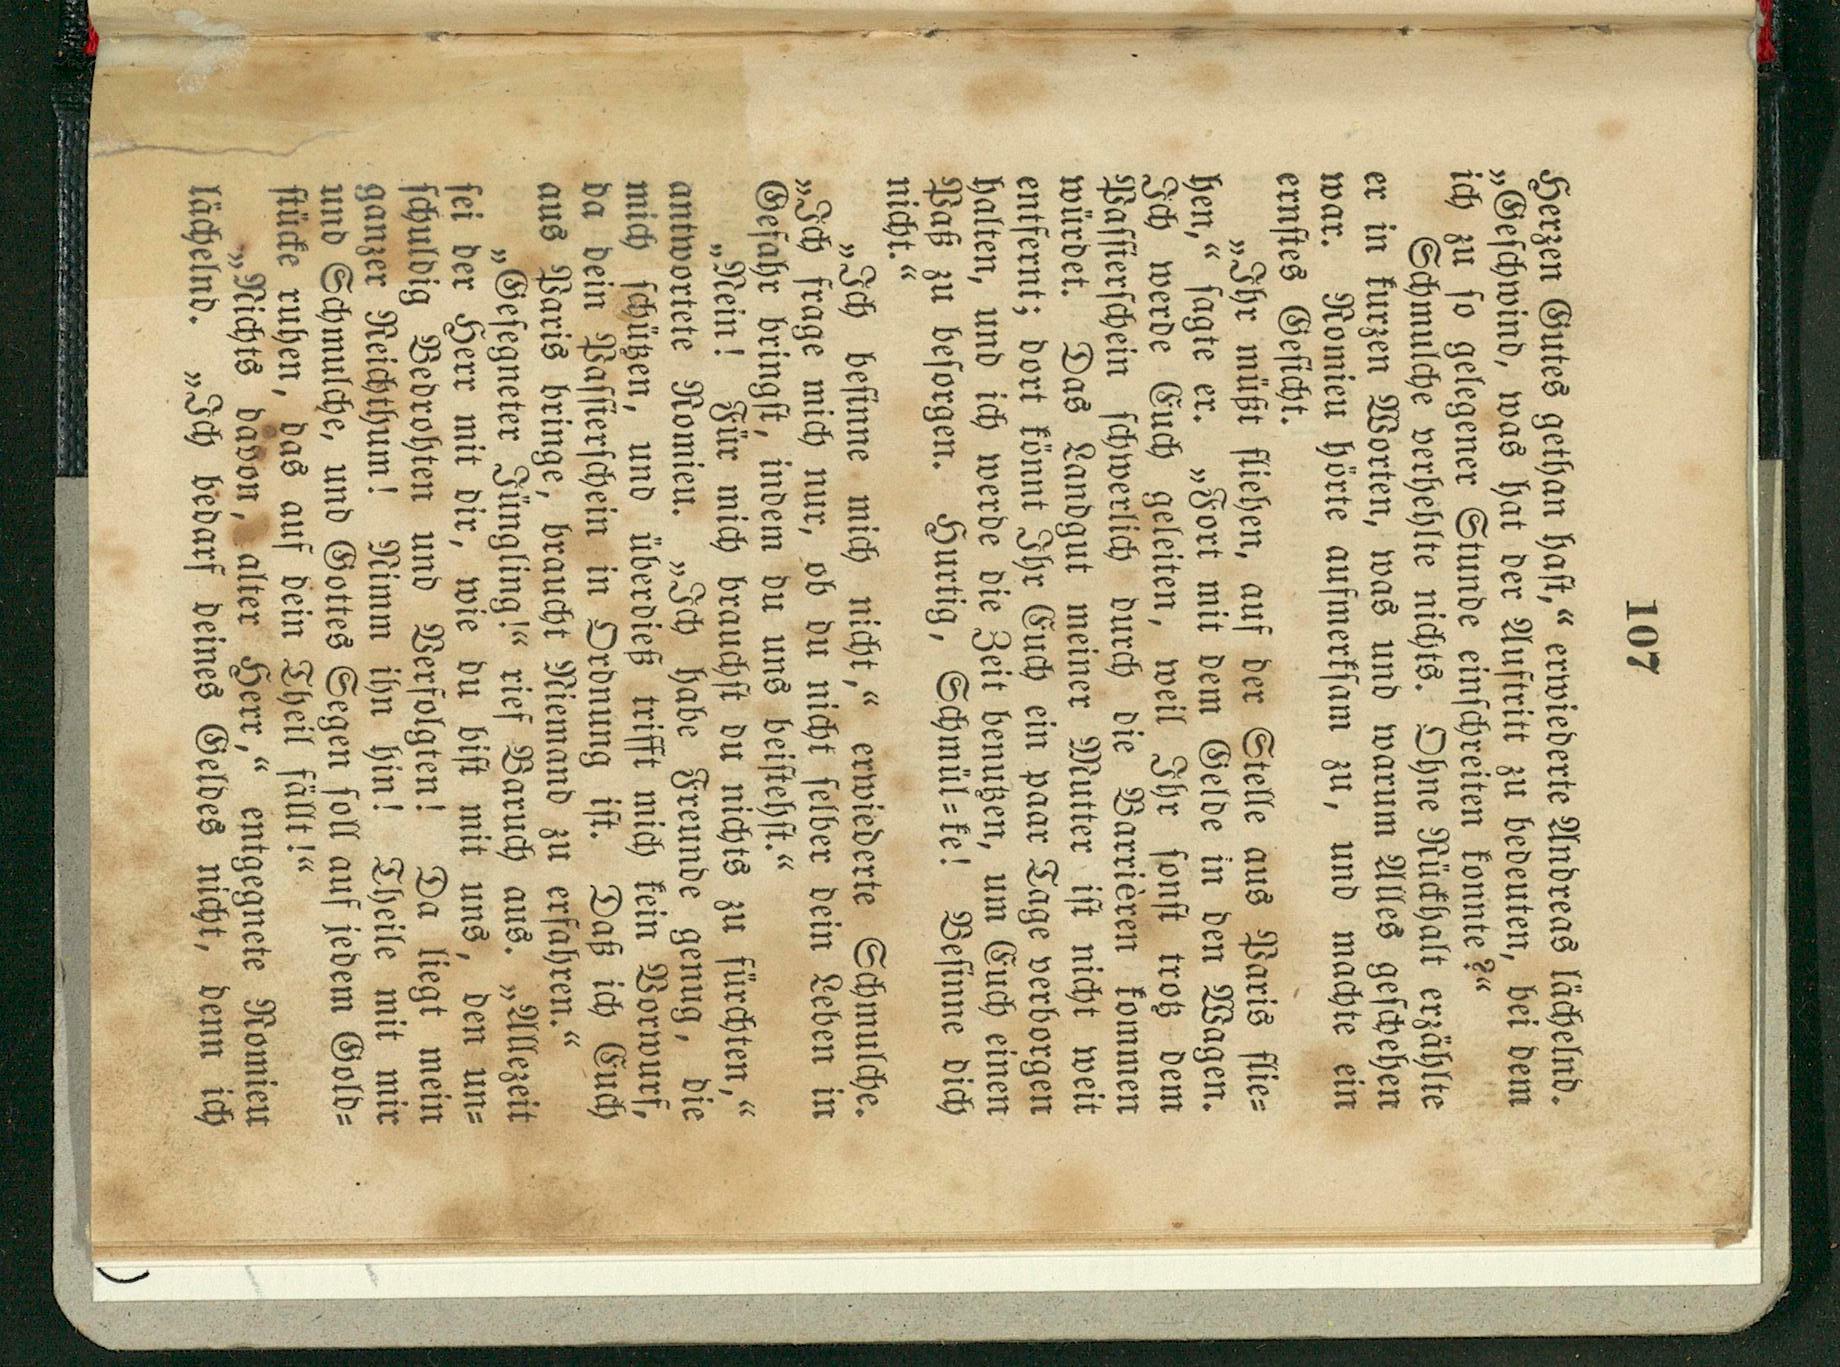 107
Herzen Gutes gethan hast,“ erwiederte Andreas lächelnd.
„Geschwind, was hat der Auftritt zu bedeuten, bei dem
ich zu so gelegener Stunde einschreiten konnte?“
Schmulche verhehlte nichts. Ohne Rückhalt erzählte
er in kurzen Worten, was und warum Alles geschehen
war. Romieu hörte aufmerksam zu, und machte ein
ernstes Gesicht.
„Ihr müßt fliehen, auf der Stelle aus Paris flie=
hen,“ sagte er. „Fort mit dem Gelde in den Wagen.
Ich werde Euch geleiten, weil Ihr sonst trotz dem
Passierschein schwerlich durch die Barrièren kommen
würdet. Das Landgut meiner Mutter ist nicht weit
entfernt; dort könnt Ihr Euch ein paar Tage verborgen
halten, und ich werde die Zeit benutzen, um Euch einen
Paß zu besorgen. Hurtig, Schmül=ke! Besinne dich
nicht.“
„Ich besinne mich nicht,“ erwiederte Schmulche.
„Ich frage mich nur, ob du nicht selber dein Leben in
Gefahr bringst, indem du uns beistehst.“
„Nein! Für mich brauchst du nichts zu fürchten,“
antwortete Romieu. „Ich habe Freunde genug, die
mich schützen, und überdieß trifft mich kein Vorwurf,
da dein Passierschein in Ordnung ist. Daß ich Euch
aus Paris bringe, braucht Niemand zu erfahren.“
„Gesegneter Jüngling!“ rief Baruch aus. „Allezeit
sei der Herr mit dir, wie du bist mit uns, den un=
schuldig Bedrohten und Verfolgten! Da liegt mein
ganzer Reichthum! Nimm ihn hin! Theile mit mir
und Schmulche, und Gottes Segen soll auf jedem Gold=
stücke ruhen, das auf dein Theil fällt!“
„Nichts davon, alter Herr,“ entgegnete Romieu
lächelnd. „Ich bedarf deines Geldes nicht, denn ich